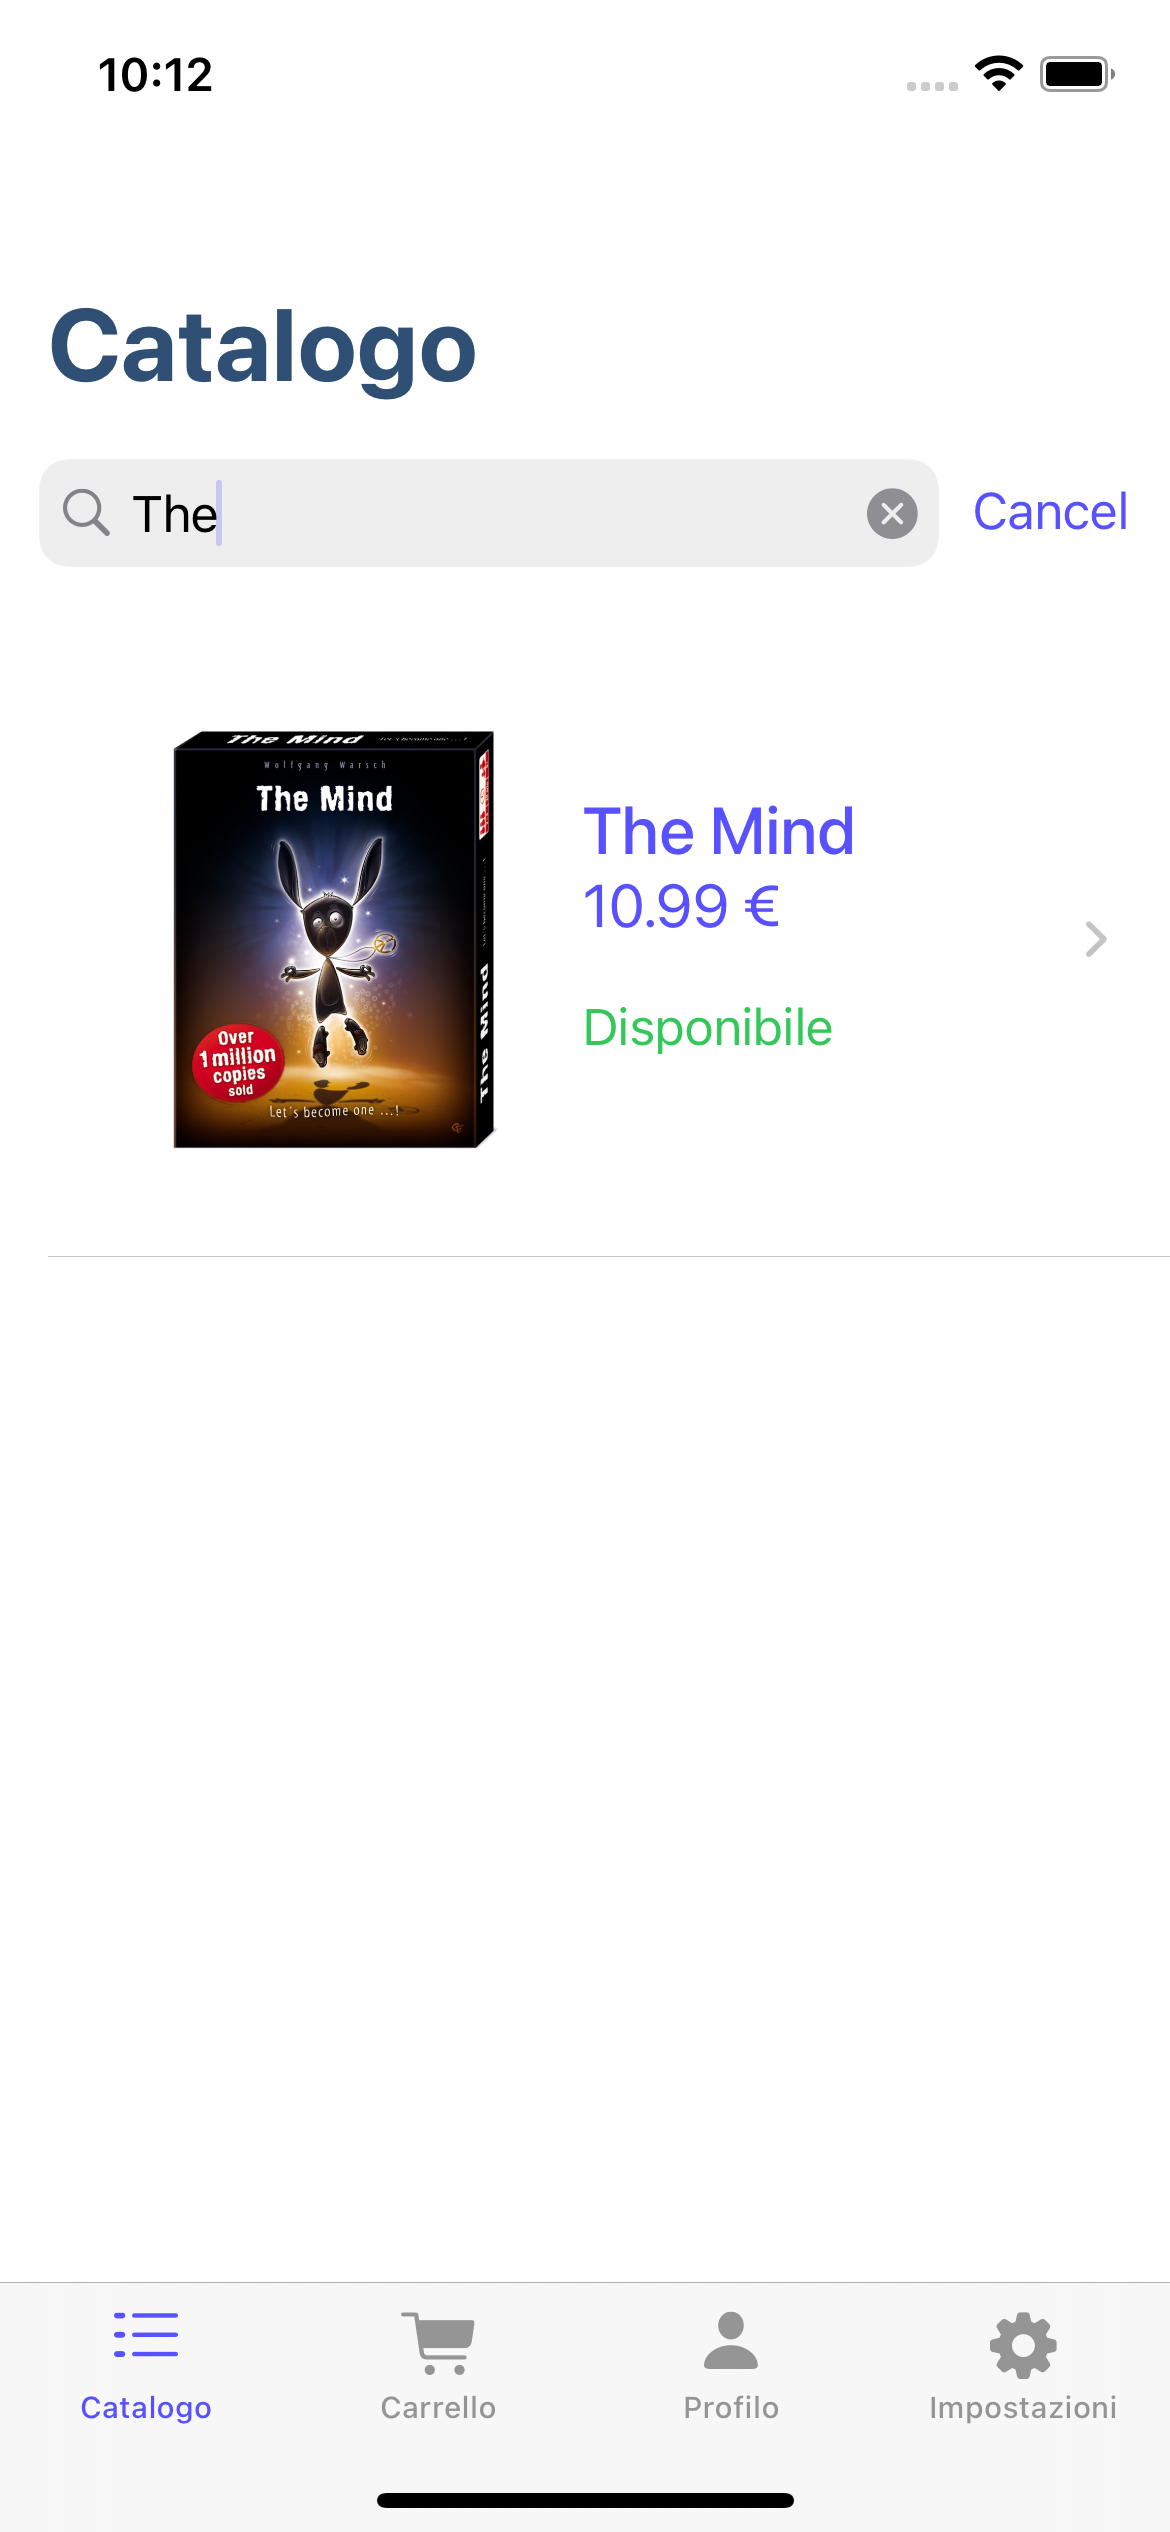 10:12
Catalogo
The
Cancel
The Mind
Wolfgang Warsch
The Mind
Over
1 million
copies
sold
Let's become one ...!
The Mind
The Mind
10.99 €
Disponibile
Catalogo
Carrello
Profilo
Impostazioni